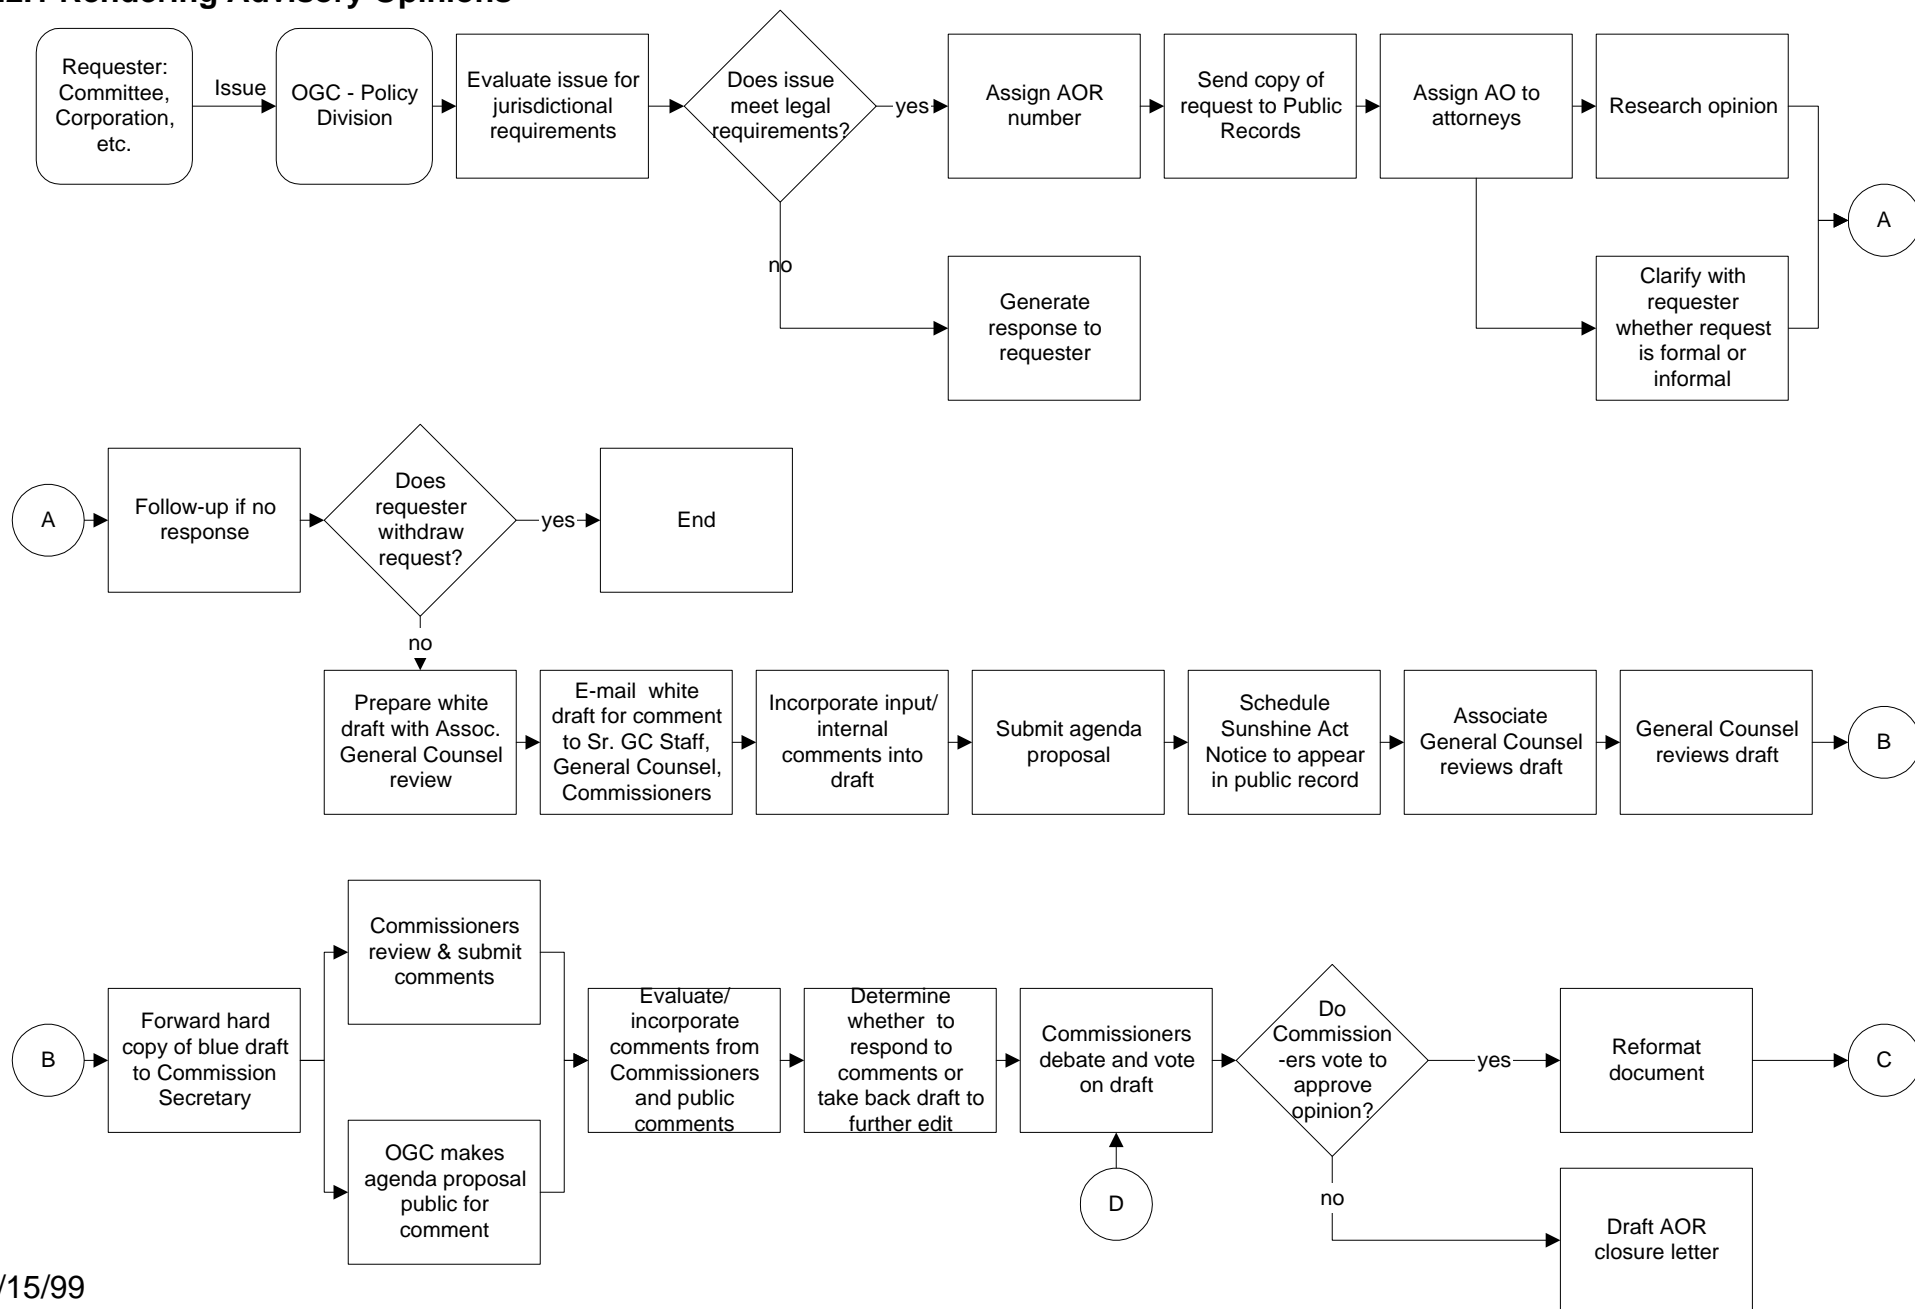 Rendering Advisory Opinions
Requester:
Committee,
Corporation,
etc.
Issue
OGC - Policy
Division
Evaluate issue for
jurisdictional
requirements
Does issue
meet legal
requirements?
yes
no
Assign AOR
number
Send copy of
request to Public
Records
Assign AO to
attorneys
Research opinion
A
Generate
response to
requester
Clarify with
requester
whether request
is formal or
informal
A
Follow-up if no
response
Does
requester
withdraw
request?
yes
End
no
Prepare white
draft with Assoc.
General Counsel
review
E-mail white
draft for comment
to Sr. GC Staff,
General Counsel,
Commissioners
Incorporate input/
internal
comments into
draft
Submit agenda
proposal
Schedule
Sunshine Act
Notice to appear
in public record
Associate
General Counsel
reviews draft
General Counsel
reviews draft
B
B
Forward hard
copy of blue draft
to Commission
Secretary
Commissioners
review & submit
comments
OGC makes
agenda proposal
public for
comment
Evaluate/
incorporate
comments from
Commissioners
and public
comments
Determine
whether to
respond to
comments or
take back draft to
further edit
Commissioners
debate and vote
on draft
D
Do
Commission
-ers vote to
approve
opinion?
yes
Reformat
document
C
no
Draft AOR
closure letter
/15/99